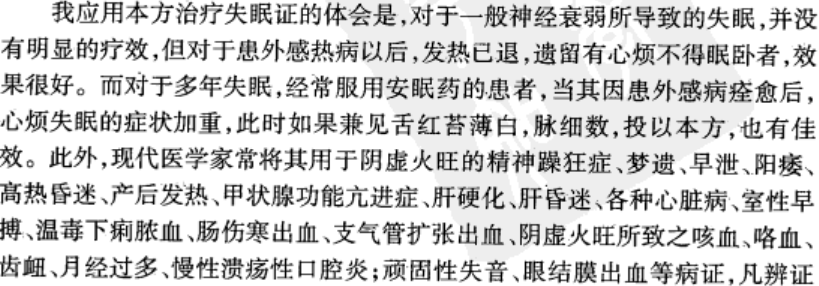 我应用本方治疗失眠证的体会是,对于一般神经衰弱所导致的失眠,并没
有明显的疗效,但对于患外感热病以后,发热已退,遗留有心烦不得眠卧者,效
果很好。而对于多年失眠,经常服用安眠药的患者,当其因患外感病痊愈后,
心烦失眠的症状加重,此时如果兼见舌红苔薄白,脉细数,投以本方,也有佳
效。此外,现代医学家常将其用于阴虚火旺的精神躁狂症、梦遗、早泄、阳痿、
高热昏迷、产后发热、甲状腺功能亢进症、肝硬化、肝昏迷、各种心脏病、室性早
搏、温毒下痢脓血、肠伤寒出血、支气管扩张出血、阴虚火旺所致之咳血、咯血、
齿衄、月经过多、慢性溃疡性口腔炎;顽固性失音、眼结膜出血等病证,凡辨证